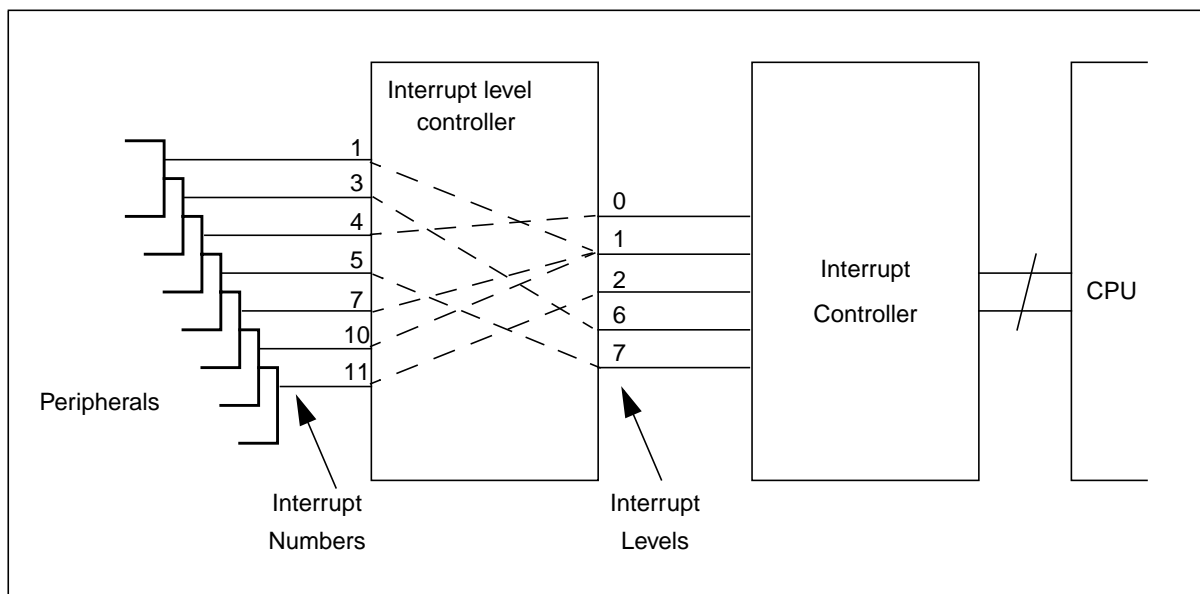 Interrupt level
controller
1
3
4
5
7
10
11
0
1
2
6
7
Interrupt
Controller
CPU
Peripherals
Interrupt
Numbers
Interrupt
Levels